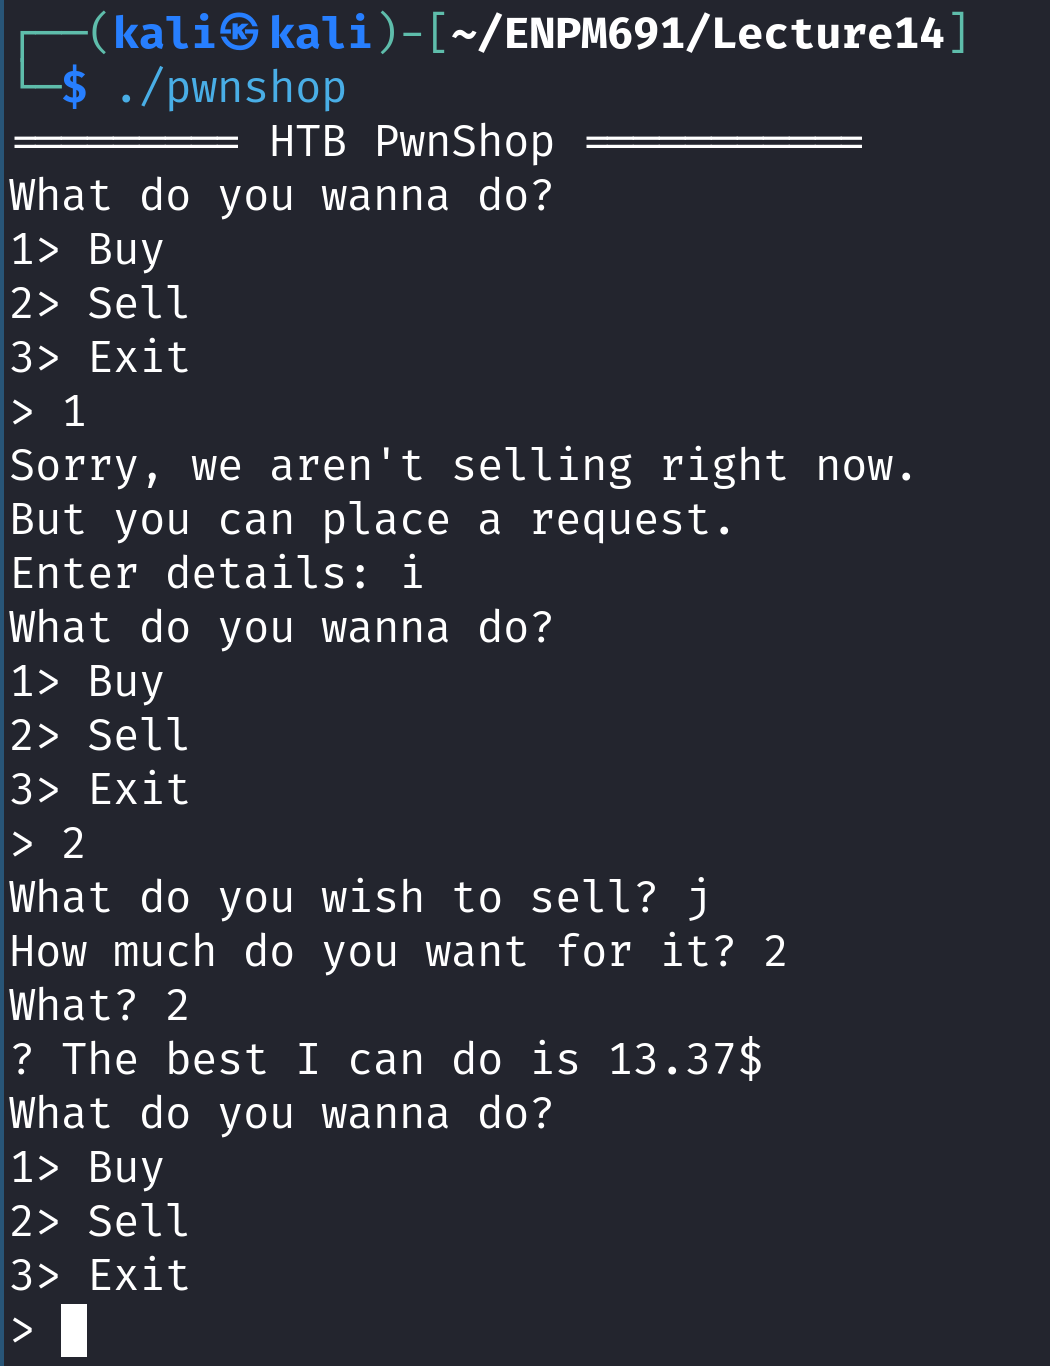 ┌──(kali㉿kali)-[~/ENPM691/Lecture14]
└─$ ./pwnshop
========= HTB PwnShop ===========
What do you wanna do?
1> Buy
2> Sell
3> Exit
> 1
Sorry, we aren't selling right now.
But you can place a request.
Enter details: i
What do you wanna do?
1> Buy
2> Sell
3> Exit
> 2
What do you wish to sell? j
How much do you want for it? 2
What? 2
? The best I can do is 13.37$
What do you wanna do?
1> Buy
2> Sell
3> Exit
>